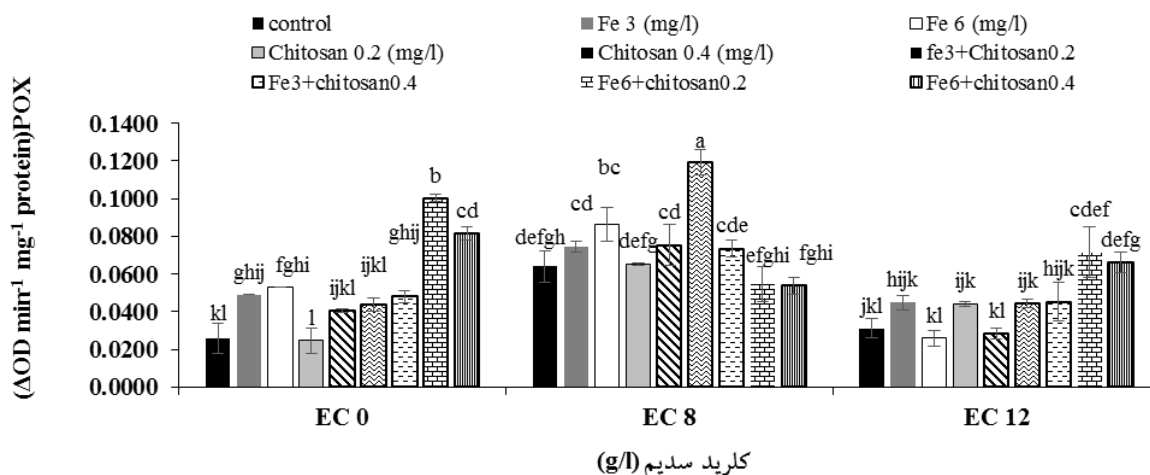 control Fe 3 (mg/l) Fe 6 (mg/l)
Chitosan 0.2 (mg/l) Chitosan 0.4 (mg/l) fe3+Chitosan0.2
Fe3+chitosan0.4 Fe6+chitosan0.2 Fe6+chitosan0.4
(ΔOD min⁻¹ mg⁻¹ protein)POX
0.1400
0.1200
0.1000
0.0800
0.0600
0.0400
0.0200
0.0000
kl ghij fghi l ijkl ijkl ghij b cd
defgh cd bc defg cd a cde efghi fghi
jkl hijk kl ijk kl ijk hijk cdef defg
EC 0 EC 8 EC 12
کلرید سدیم (g/l)